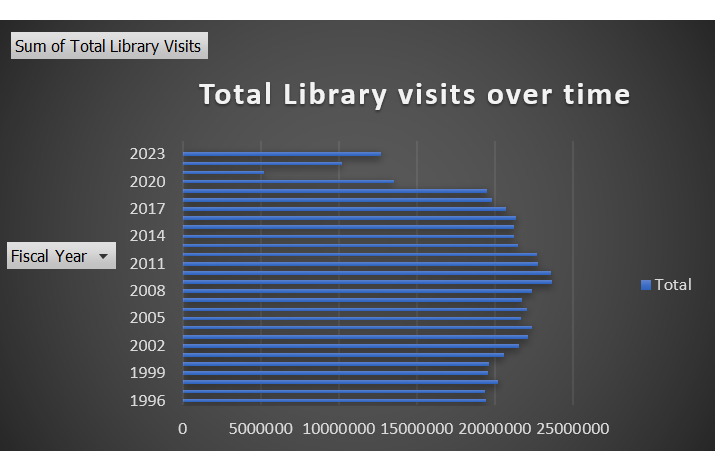 Sum of Total Library Visits
Total Library visits over time
2023
2020
2017
2014
2011
2008
2005
2002
1999
1996
Fiscal Year
Total
0 5000000 10000000 15000000 20000000 25000000